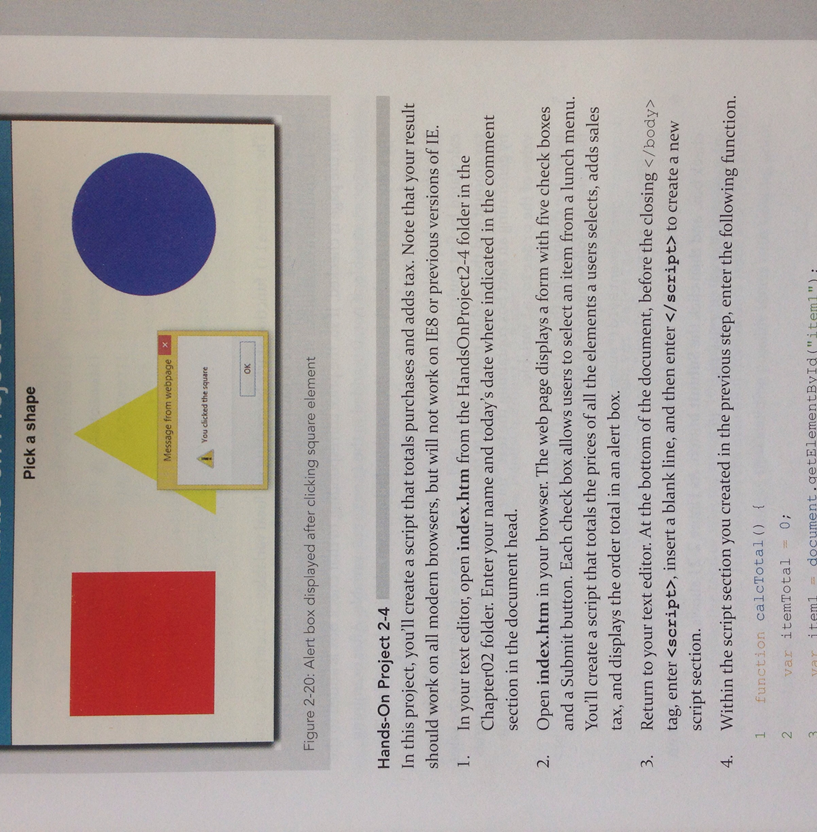 Pick a shape
Message from webpage
You clicked the square
OK
Figure 2-20: Alert box displayed after clicking square element
Hands-On Project 2-4
In this project, you'll create a script that totals purchases and adds tax. Note that your result
should work on all modern browsers, but will not work on IE8 or previous versions of IE.
1. In your text editor, open index.htm from the HandsOnProject2-4 folder in the
Chapter02 folder. Enter your name and today's date where indicated in the comment
section in the document head.
2. Open index.htm in your browser. The web page displays a form with five check boxes
and a Submit button. Each check box allows users to select an item from a lunch menu.
You'll create a script that totals the prices of all the elements a users selects, adds sales
tax, and displays the order total in an alert box.
3. Return to your text editor. At the bottom of the document, before the closing </body>
tag, enter <script>, insert a blank line, and then enter </script> to create a new
script section.
4. Within the script section you created in the previous step, enter the following function.
1 function calcTotal() {
2 var itemTotal = 0;
3 var item1 = document.getElementById("item1");